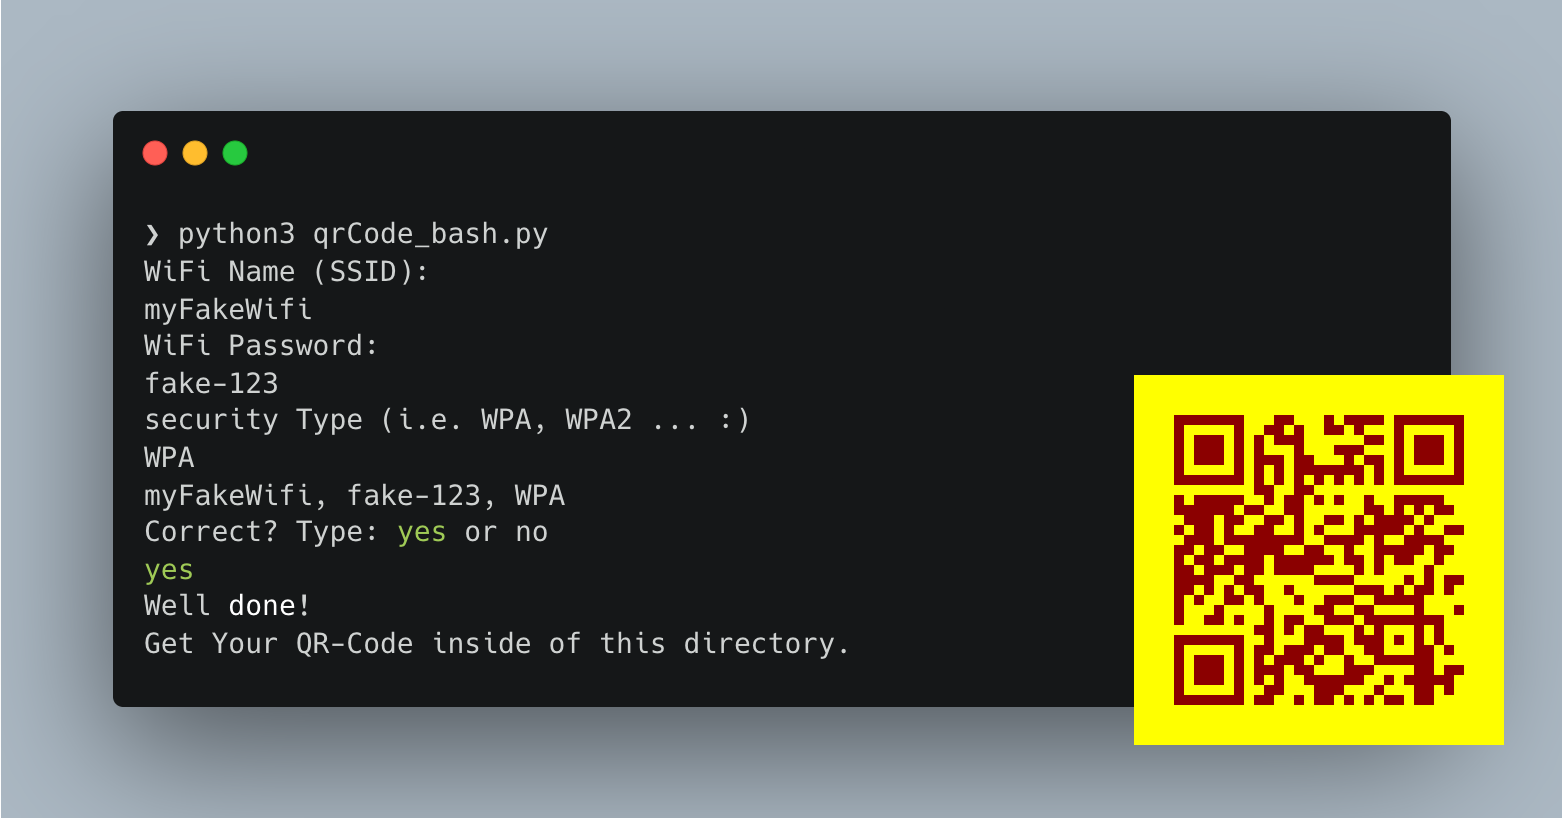 ❯ python3 qrCode_bash.py
WiFi Name (SSID):
myFakeWifi
WiFi Password:
fake-123
security Type (i.e. WPA, WPA2 ... :)
WPA
myFakeWifi, fake-123, WPA
Correct? Type: yes or no
yes
Well done!
Get Your QR-Code inside of this directory.